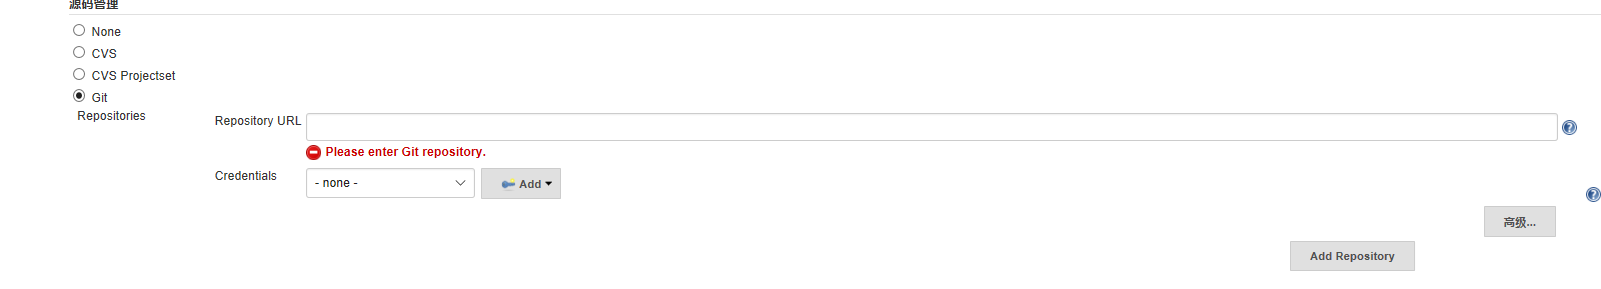 源码管理
None
CVS
CVS Projectset
Git
Repositories
Repository URL
Please enter Git repository.
Credentials
- none -
Add
高级...
Add Repository